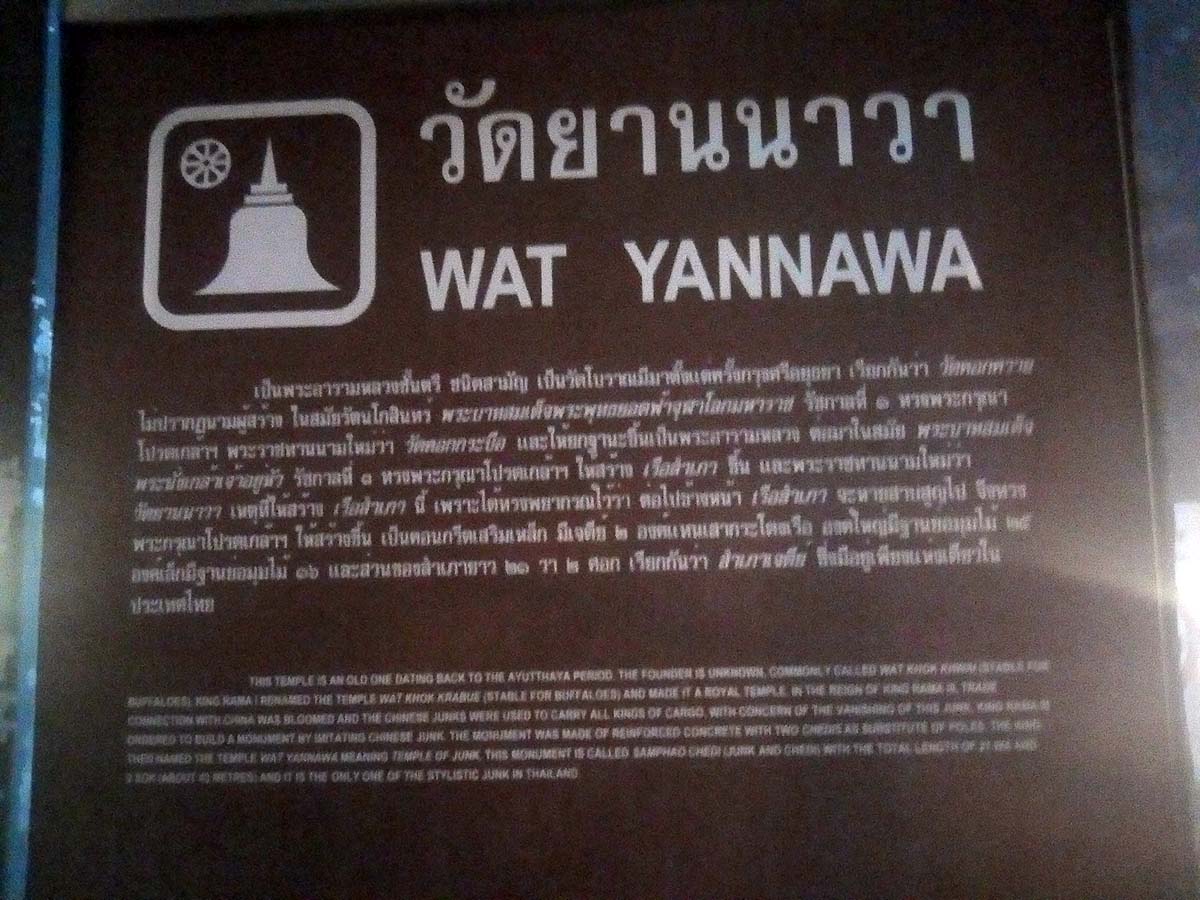 วัดยานนาวา
WAT YANNAWA
เป็นพระอารามหลวงชั้นตรี ชนิดสามัญ เป็นวัดโบราณมีมาตั้งแต่ครั้งกรุงศรีอยุธยา เรียกกันว่า วัดคอกควาย
ไม่ปรากฏนามผู้สร้าง ในสมัยรัตนโกสินทร์ พระบาทสมเด็จพระพุทธยอดฟ้าจุฬาโลกมหาราช รัชกาลที่ ๑ ทรงพระกรุณา
โปรดเกล้าฯ พระราชทานนามใหม่ว่า วัดคอกกระบือ และให้ยกฐานะขึ้นเป็นพระอารามหลวง ต่อมาในสมัย พระบาทสมเด็จ
พระนั่งเกล้าเจ้าอยู่หัว รัชกาลที่ ๓ ทรงพระกรุณาโปรดเกล้าฯ ให้สร้าง เรือสำเภา ขึ้น และพระราชทานนามใหม่ว่า
วัดยานนาวา เหตุที่ให้สร้าง เรือสำเภา นี้ เพราะได้ทรงพยากรณ์ไว้ว่า ต่อไปข้างหน้า เรือสำเภา จะหายสาบสูญไป จึงทรง
พระกรุณาโปรดเกล้าฯ ให้สร้างขึ้น เป็นคอนกรีตเสริมเหล็ก มีเจดีย์ ๒ องค์แทนเสากระโดงเรือ องค์ใหญ่มีฐานย่อมุมไม้ ๒๕
องค์เล็กมีฐานย่อมุมไม้ ๑๖ และส่วนของสำเภายาว ๒๑ วา ๒ ศอก เรียกกันว่า สำเภาเจดีย์ ซึ่งมีอยู่เพียงแห่งเดียวใน
ประเทศไทย
THIS TEMPLE IS AN OLD ONE DATING BACK TO THE AYUTTHAYA PERIOD. THE FOUNDER IS UNKNOWN. COMMONLY CALLED WAT KHOK KHWAI (STABLE FOR
BUFFALOES) KING RAMA I RENAMED THE TEMPLE WAT KHOK KRABUE (STABLE FOR BUFFALOES) AND MADE IT A ROYAL TEMPLE. IN THE REIGN OF KING RAMA III, TRADE
CONNECTION WITH CHINA WAS BLOOMED AND THE CHINESE JUNKS WERE USED TO CARRY ALL KINGS OF CARGO. WITH CONCERN OF THE VANISHING OF THIS JUNK, KING RAMA III
ORDERED TO BUILD A MONUMENT BY IMITATING CHINESE JUNK. THE MONUMENT WAS MADE OF REINFORCED CONCRETE WITH TWO CHEDIS AS SUBSTITUTE OF POLES. THE KING
THEN NAMED THE TEMPLE WAT YANNAWA MEANING TEMPLE OF JUNK. THIS MONUMENT IS CALLED SAMPHAO CHEDI (JUNK AND CHEDI) WITH THE TOTAL LENGTH OF 21 WA AND
2 SOK (ABOUT 43 METRES) AND IT IS THE ONLY ONE OF THE STYLISTIC JUNK IN THAILAND